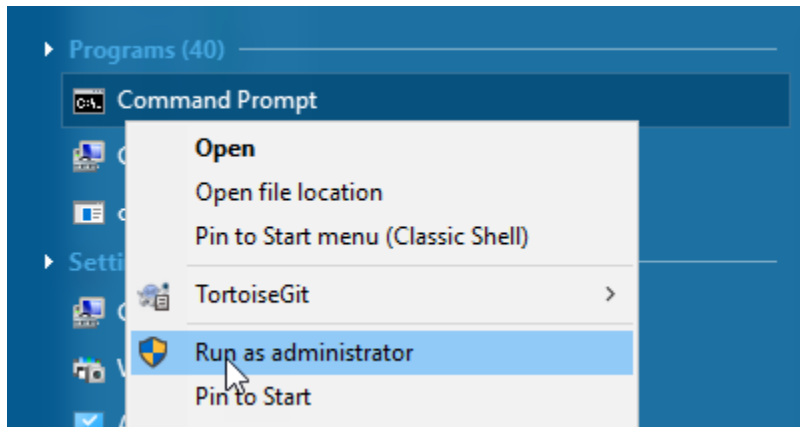 Programs (40)
C:\.
Command Prompt
Open
Open file location
Pin to Start menu (Classic Shell)
TortoiseGit
Run as administrator
Pin to Start